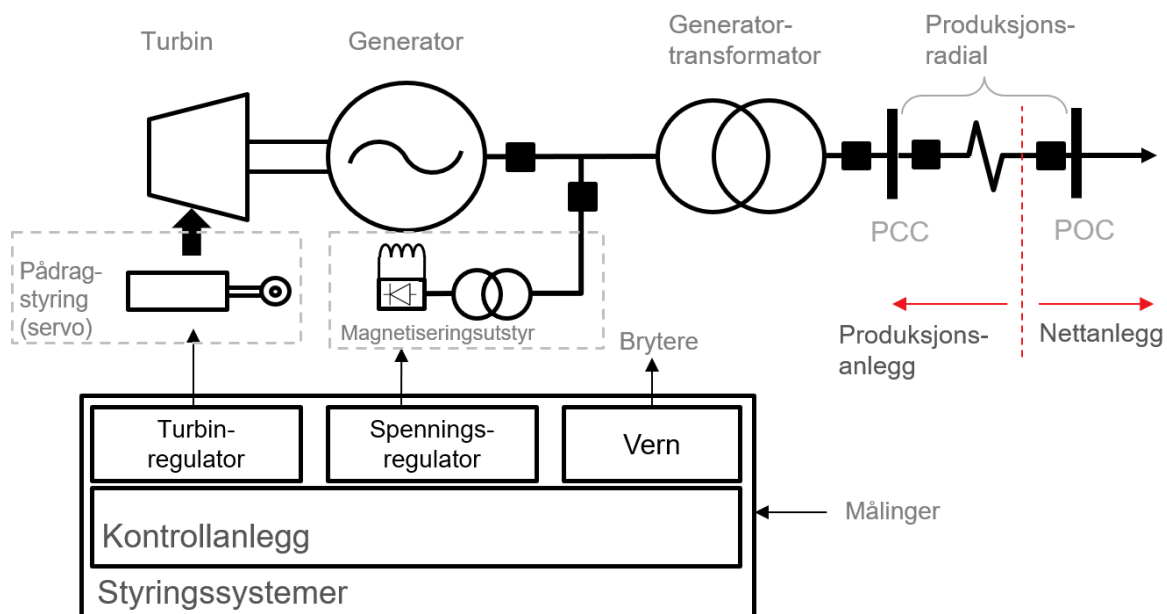 Turbin
Generator
Generator-
transformator
Produksjons-
radial
PCC
POC
Pådrag-
styring
(servo)
Magnetiseringsutstyr
Brytere
Produksjons-
anlegg
Nettanlegg
Turbin-
regulator
Spennings-
regulator
Vern
Kontrollanlegg
Målinger
Styringssystemer